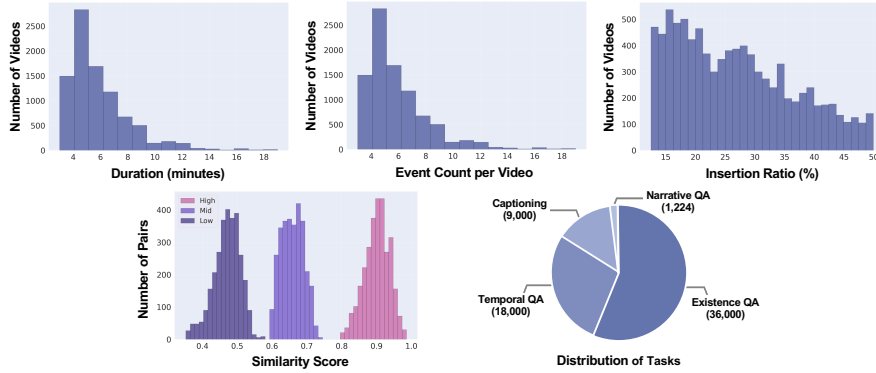 2500
2000
1500
1000
500
0
4 6 8 10 12 14 16 18
Number of Videos
Duration (minutes)
2500
2000
1500
1000
500
0
4 6 8 10 12 14 16 18
Number of Videos
Event Count per Video
500
400
300
200
100
0
15 20 25 30 35 40 45 50
Number of Videos
Insertion Ratio (%)
400
300
200
100
0
0.4 0.5 0.6 0.7 0.8 0.9 1.0
Number of Pairs
High
Mid
Low
Similarity Score
Narrative QA
(1,224)
Captioning
(9,000)
Temporal QA
(18,000)
Existence QA
(36,000)
Distribution of Tasks